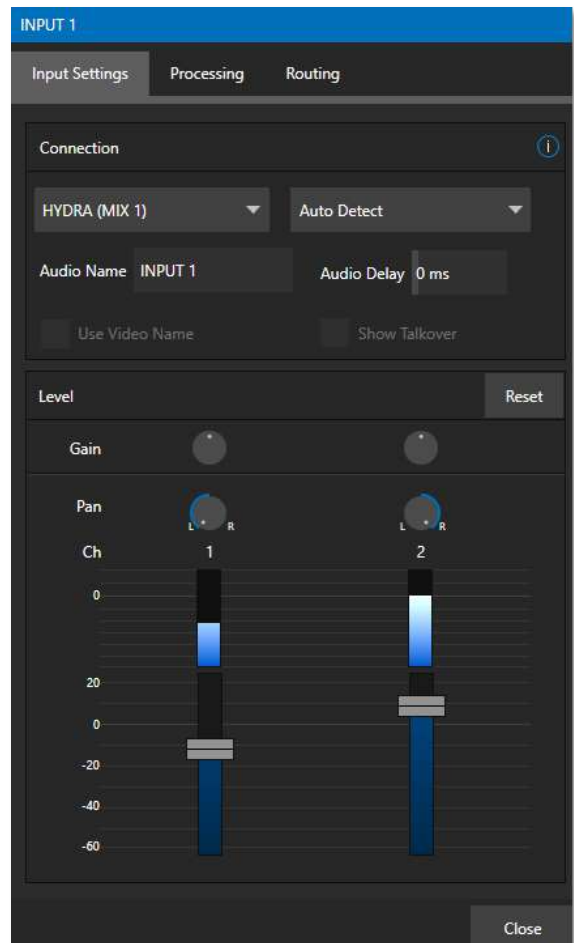 INPUT 1
Input Settings Processing Routing
Connection
i
HYDRA (MIX 1) Auto Detect
Audio Name INPUT 1 Audio Delay 0 ms
Use Video Name Show Talkover
Level Reset
Gain
Pan L R L R
Ch 1 2
0
20
0
-20
-40
-60
Close